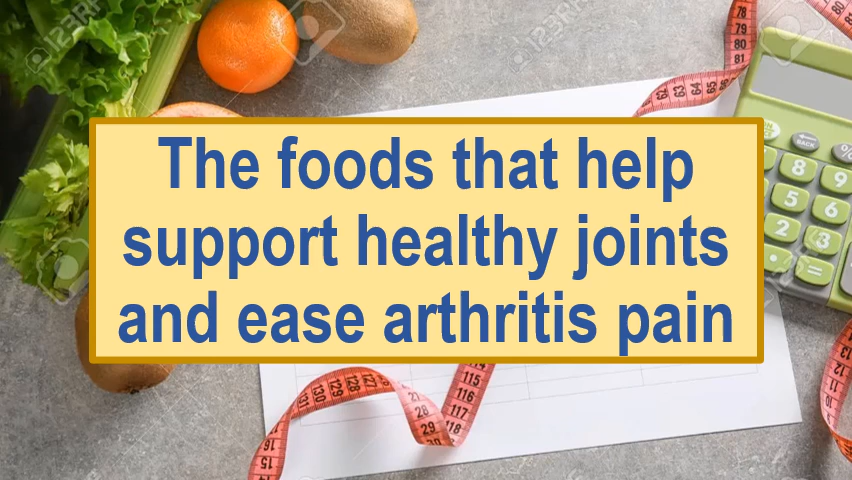 The foods that help
support healthy joints
and ease arthritis pain